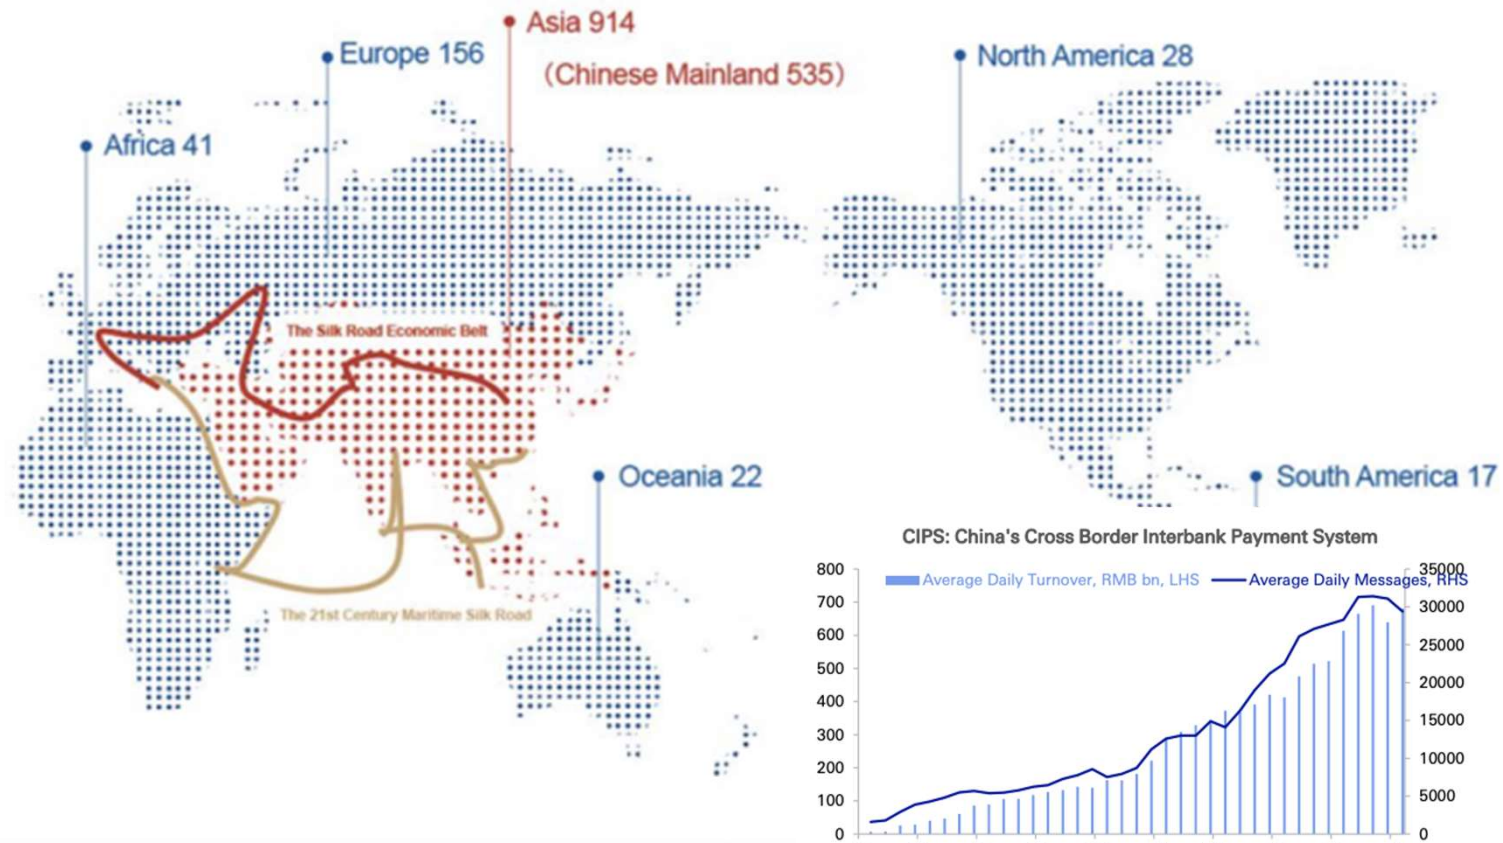 Asia 914
(Chinese Mainland 535)
Europe 156
North America 28
Africa 41
The Silk Road Economic Belt
Oceania 22
South America 17
The 21st Century Maritime Silk Road
CIPS: China's Cross Border Interbank Payment System
Average Daily Turnover, RMB bn, LHS
Average Daily Messages, RHS
800
700
600
500
400
300
200
100
0
35000
30000
25000
20000
15000
10000
5000
0